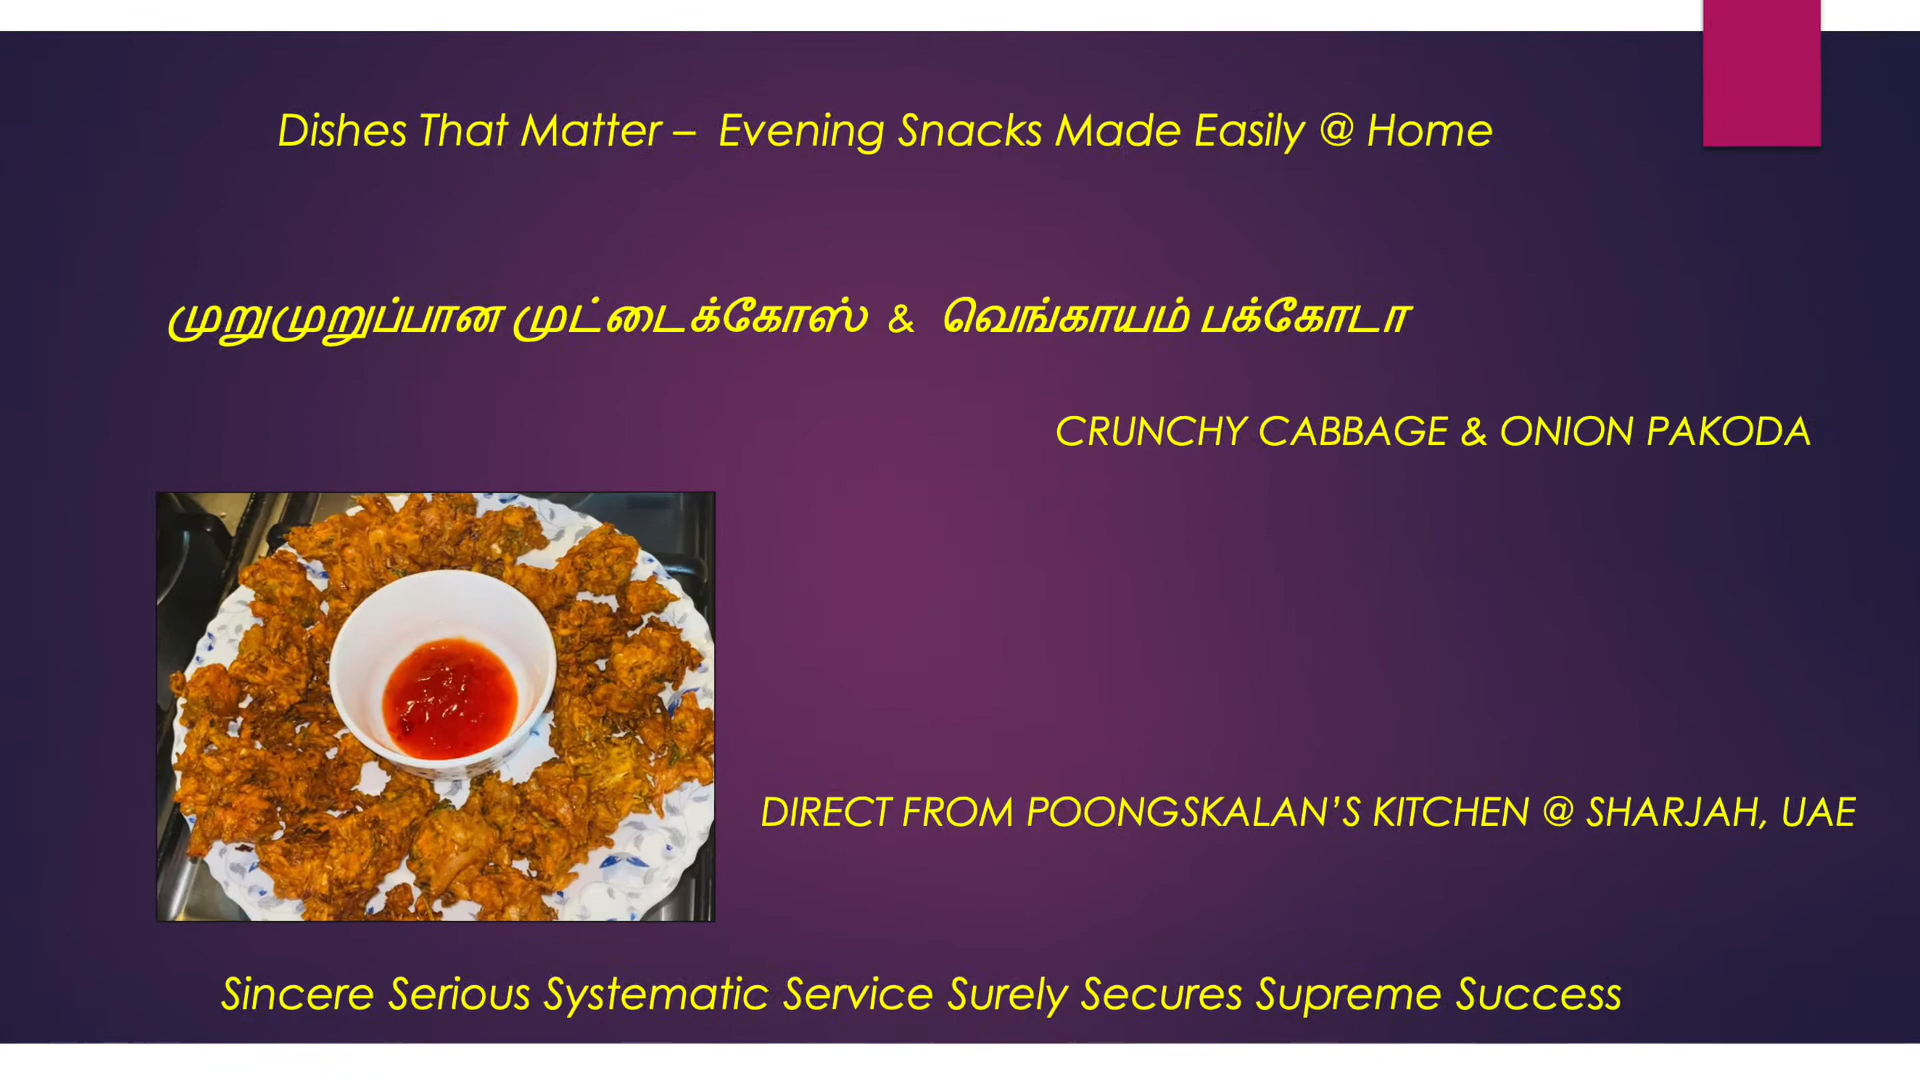 Dishes That Matter – Evening Snacks Made Easily @ Home
முறுமுறுப்பான முட்டைக்கோஸ் & வெங்காயம் பக்கோடா
CRUNCHY CABBAGE & ONION PAKODA
DIRECT FROM POONGSKALAN’S KITCHEN @ SHARJAH, UAE
Sincere Serious Systematic Service Surely Secures Supreme Success